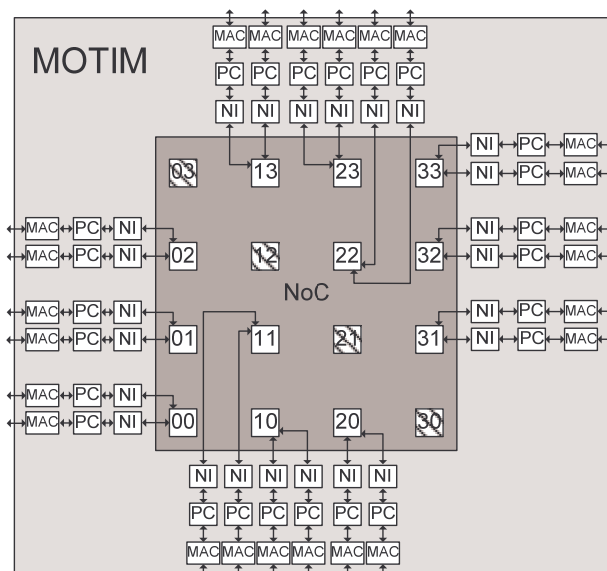 MAC MAC MAC MAC MAC MAC
MOTIM
PC PC PC PC PC PC
NI NI NI NI NI NI
NI PC MAC
03 13 23 33 NI PC MAC
MAC PC NI NI PC MAC
MAC PC NI 02 12 22 32 NI PC MAC
NoC
MAC PC NI NI PC MAC
MAC PC NI 01 11 21 31 NI PC MAC
MAC PC NI
MAC PC NI 00 10 20 30
NI NI NI NI NI NI
PC PC PC PC PC PC
MAC MAC MAC MAC MAC MAC